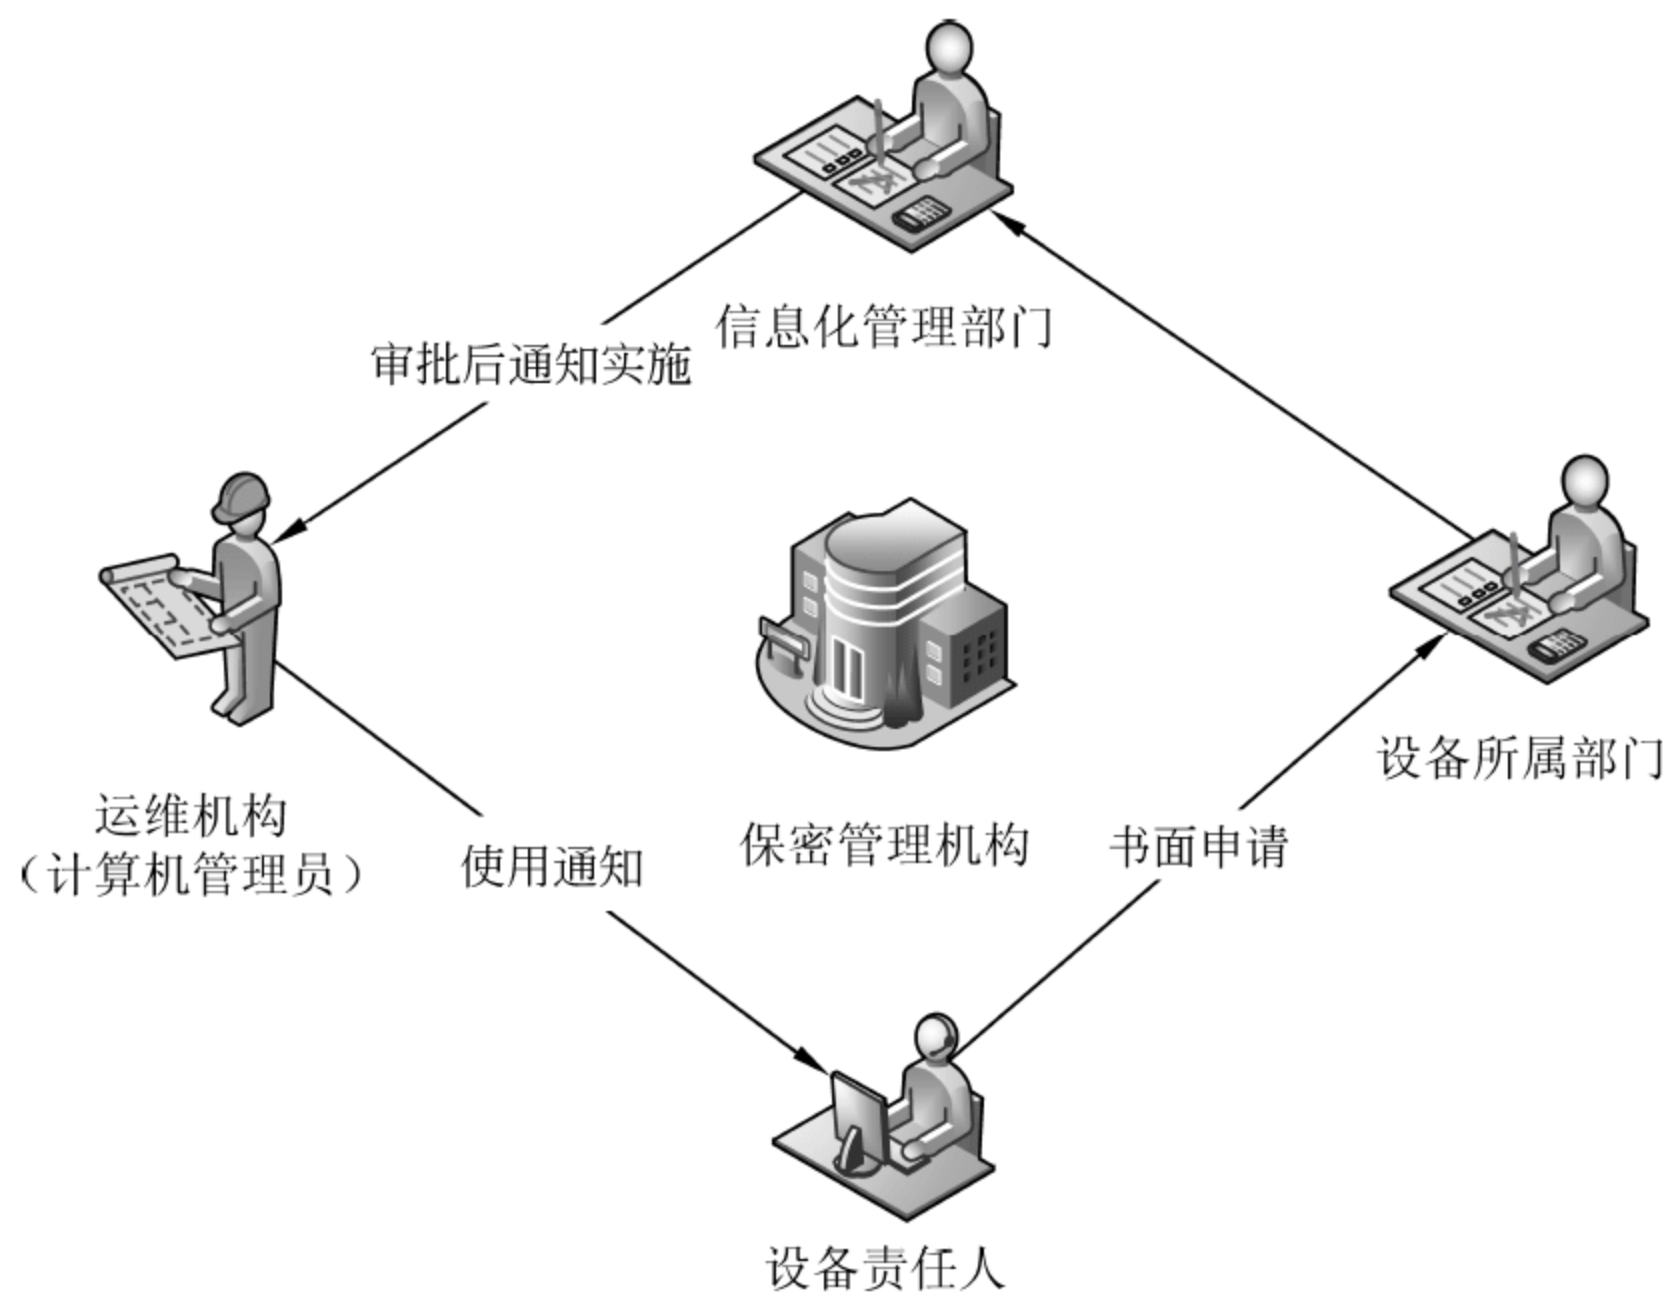 信息化管理部门
审批后通知实施
设备所属部门
运维机构
（计算机管理员）
使用通知
保密管理机构
书面申请
设备责任人